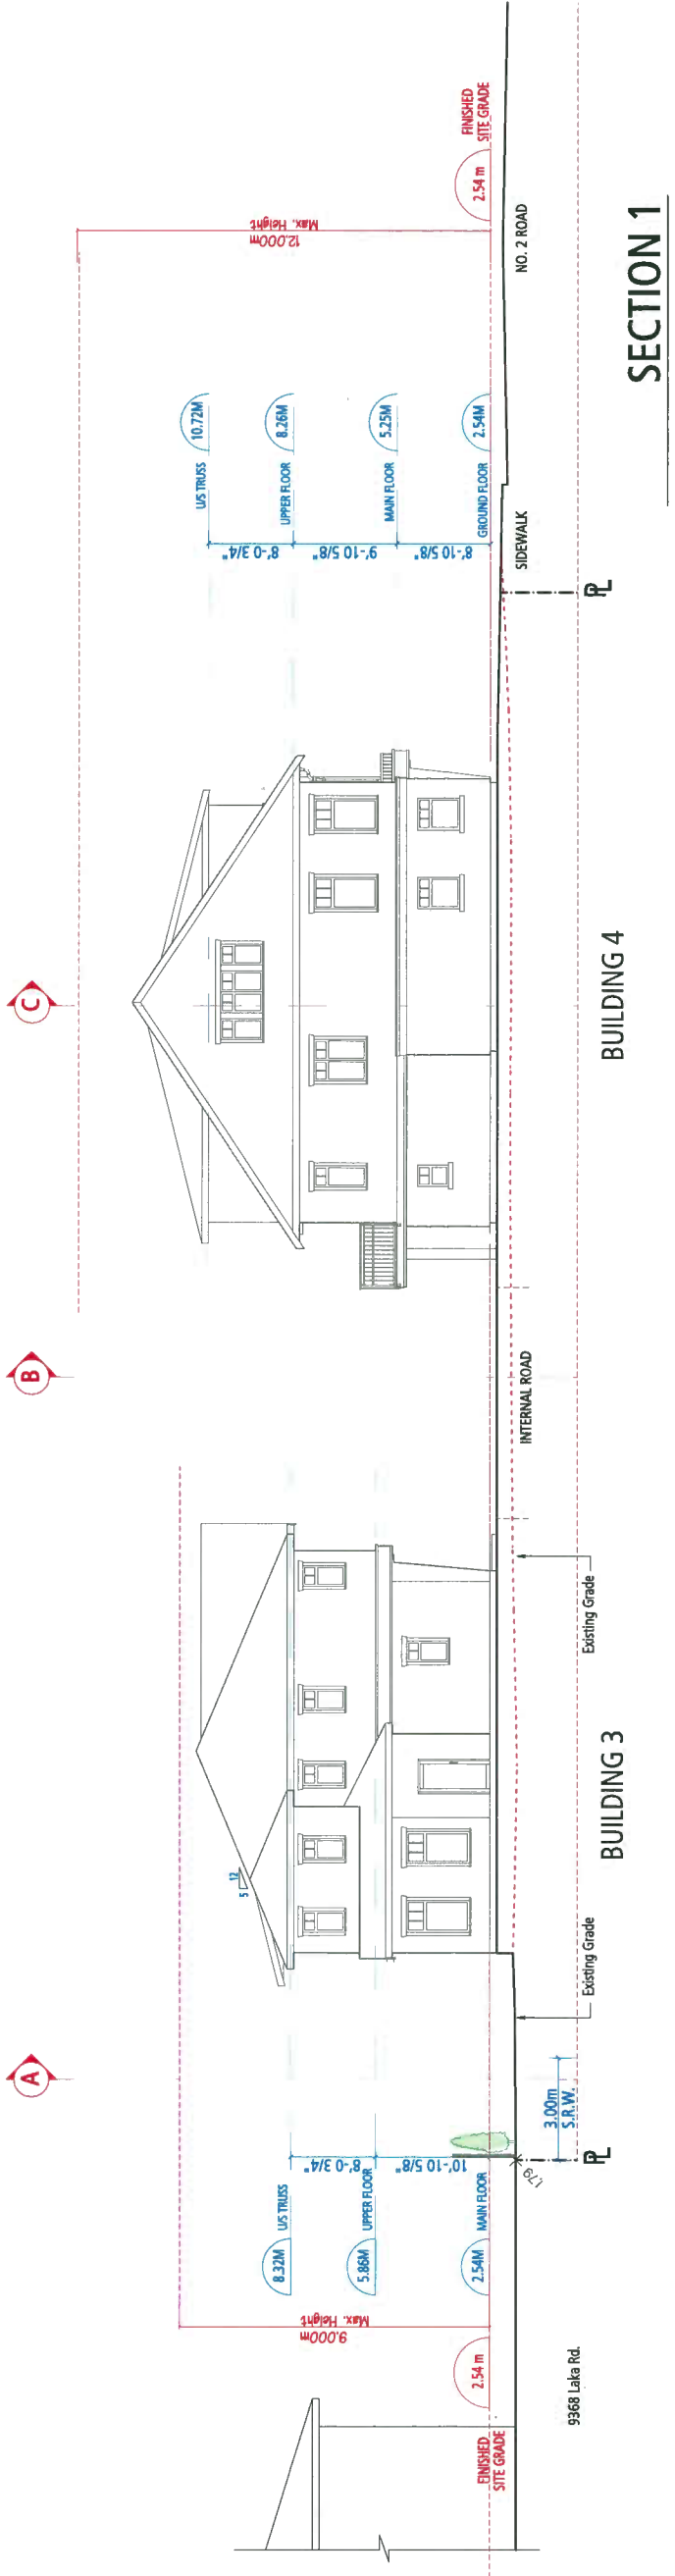 A
B
C
9.000m
Max. Height
12.000m
Max. Height
8.32M
U/S TRUSS
8'-0 3/4"
5.86M
UPPER FLOOR
10'-10 5/8"
2.54M
MAIN FLOOR
2.54 m
FINISHED
SITE GRADE
12
5
10.72M
U/S TRUSS
8'-0 3/4"
8.26M
UPPER FLOOR
9'-10 5/8"
5.25M
MAIN FLOOR
8'-10 5/8"
2.54M
GROUND FLOOR
2.54 m
FINISHED
SITE GRADE
1.79
3.00m
S.R.W.
PL
9368 Laka Rd.
Existing Grade
Existing Grade
INTERNAL ROAD
SIDEWALK
NO. 2 ROAD
PL
BUILDING 3
BUILDING 4
SECTION 1